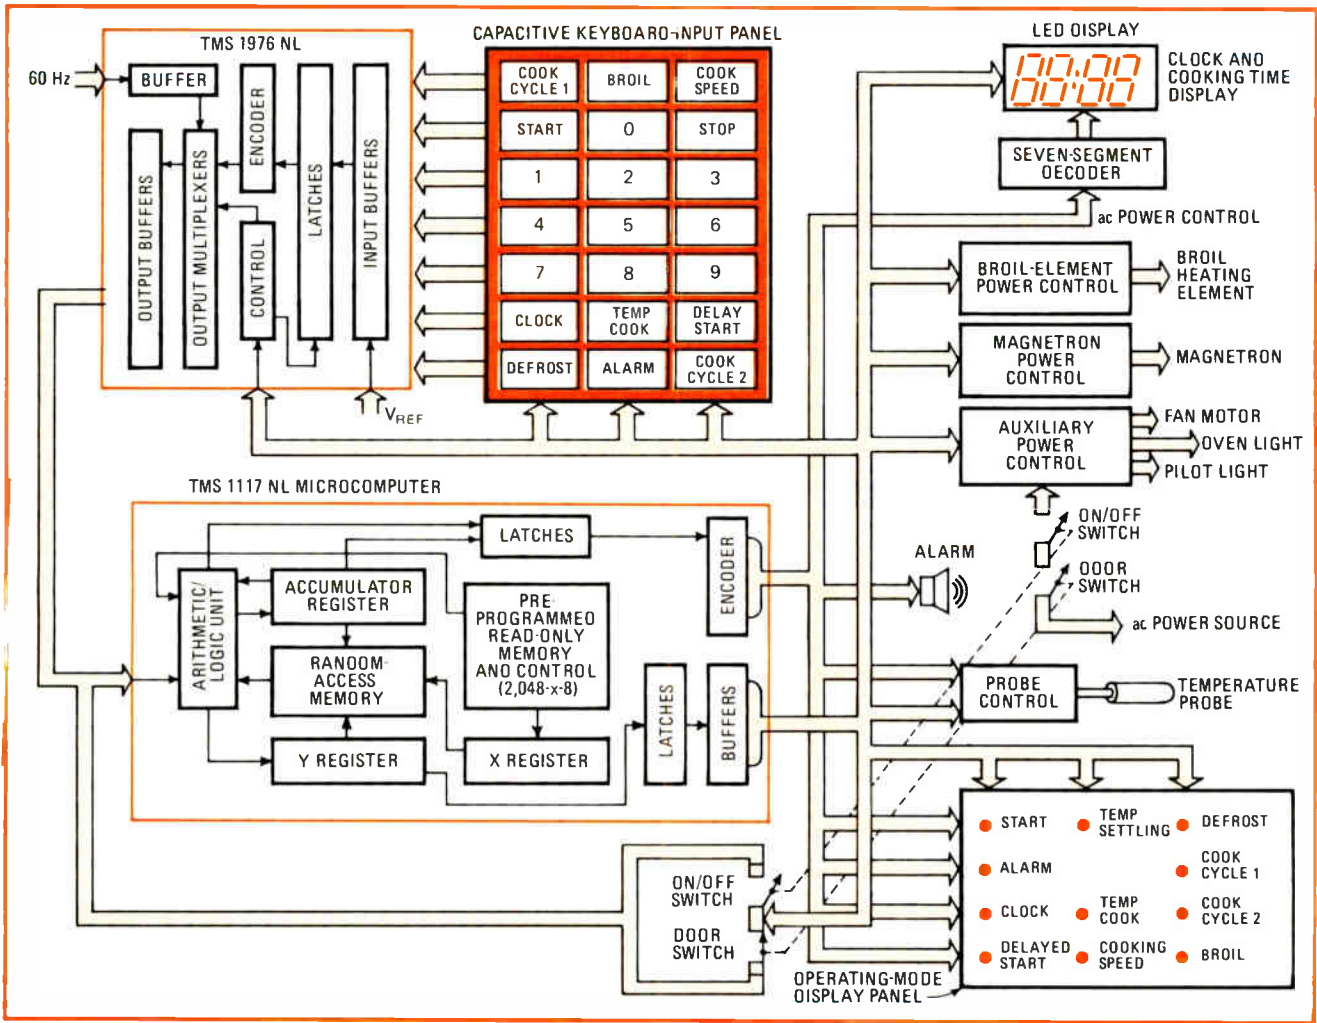 TMS 1976 NL
60 Hz
BUFFER
ENCODER
OUTPUT BUFFERS
OUTPUT MULTIPLEXERS
CONTROL
LATCHES
INPUT BUFFERS
VREF
CAPACITIVE KEYBOARD-INPUT PANEL
COOK
CYCLE 1
BROIL
COOK
SPEED
START
0
STOP
1
2
3
4
5
6
7
8
9
CLOCK
TEMP
COOK
DELAY
START
DEFROST
ALARM
COOK
CYCLE 2
LED DISPLAY
88:88
CLOCK AND
COOKING TIME
DISPLAY
SEVEN-SEGMENT
DECODER
ac POWER CONTROL
BROIL-ELEMENT
POWER CONTROL
BROIL
HEATING
ELEMENT
MAGNETRON
POWER
CONTROL
MAGNETRON
AUXILIARY
POWER
CONTROL
FAN MOTOR
OVEN LIGHT
PILOT LIGHT
ON/OFF
SWITCH
DOOR
SWITCH
ac POWER SOURCE
ALARM
PROBE
CONTROL
TEMPERATURE
PROBE
TMS 1117 NL MICROCOMPUTER
LATCHES
ENCODER
ARITHMETIC/
LOGIC UNIT
ACCUMULATOR
REGISTER
RANDOM-
ACCESS
MEMORY
PRE-
PROGRAMMED
READ-ONLY
MEMORY
AND CONTROL
(2,048-x-8)
Y REGISTER
X REGISTER
LATCHES
BUFFERS
ON/OFF
SWITCH
DOOR
SWITCH
START
TEMP
SETTLING
DEFROST
ALARM
COOK
CYCLE 1
CLOCK
TEMP
COOK
COOK
CYCLE 2
DELAYED
START
COOKING
SPEED
BROIL
OPERATING-MODE
DISPLAY PANEL